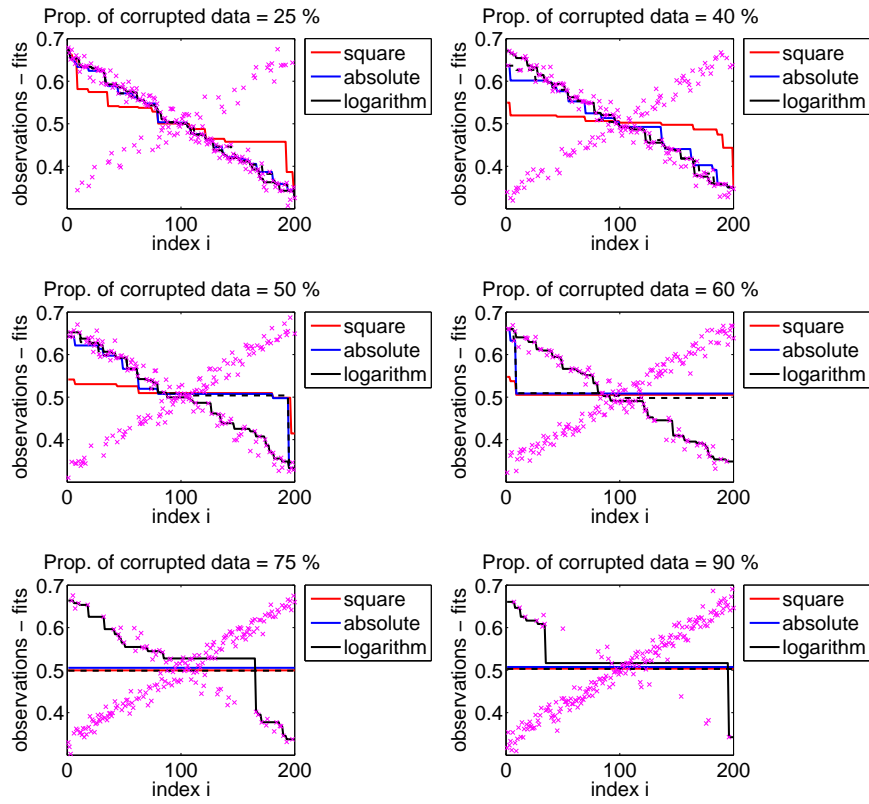 Prop. of corrupted data = 25 %
observations − fits
0.7
0.6
0.5
0.4
0
100
200
index i
square
absolute
logarithm
Prop. of corrupted data = 40 %
observations − fits
0.7
0.6
0.5
0.4
0
100
200
index i
square
absolute
logarithm
Prop. of corrupted data = 50 %
observations − fits
0.7
0.6
0.5
0.4
0
100
200
index i
square
absolute
logarithm
Prop. of corrupted data = 60 %
observations − fits
0.7
0.6
0.5
0.4
0
100
200
index i
square
absolute
logarithm
Prop. of corrupted data = 75 %
observations − fits
0.7
0.6
0.5
0.4
0
100
200
index i
square
absolute
logarithm
Prop. of corrupted data = 90 %
observations − fits
0.7
0.6
0.5
0.4
0
100
200
index i
square
absolute
logarithm